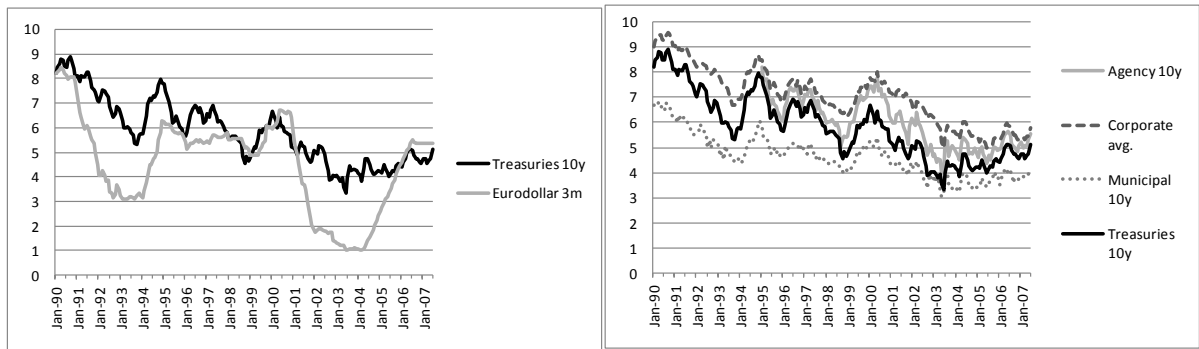 10
9
8
7
6
5
4
3
2
1
0
Jan-90
Jan-91
Jan-92
Jan-93
Jan-94
Jan-95
Jan-96
Jan-97
Jan-98
Jan-99
Jan-00
Jan-01
Jan-02
Jan-03
Jan-04
Jan-05
Jan-06
Jan-07
Treasuries 10y
Eurodollar 3m
10
9
8
7
6
5
4
3
2
1
0
Jan-90
Jan-91
Jan-92
Jan-93
Jan-94
Jan-95
Jan-96
Jan-97
Jan-98
Jan-99
Jan-00
Jan-01
Jan-02
Jan-03
Jan-04
Jan-05
Jan-06
Jan-07
Agency 10y
Corporate
avg.
Municipal
10y
Treasuries
10y